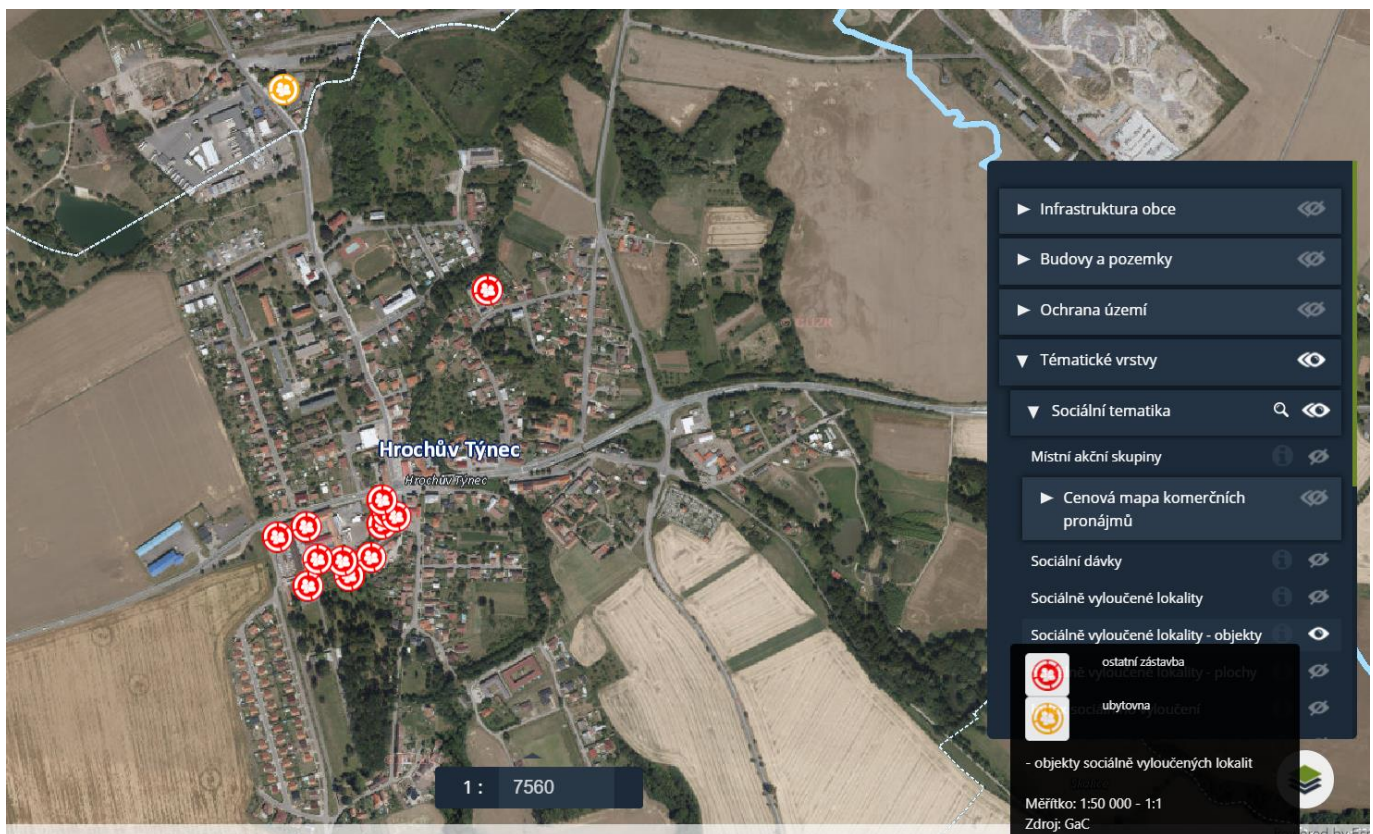 ▶ Infrastruktura obce
▶ Budovy a pozemky
▶ Ochrana území
▼ Tématické vrstvy
▼ Sociální tematika
Místní akční skupiny
▶ Cenová mapa komerčních
pronájmů
Sociální dávky
Sociálně vyloučené lokality
Sociálně vyloučené lokality - objekty
ostatní zástavba
ubytovna
- objekty sociálně vyloučených lokalit
Měřítko: 1:50 000 - 1:1
Zdroj: GaC
Hrochův Týnec
Hrochův Týnec
1 : 7560